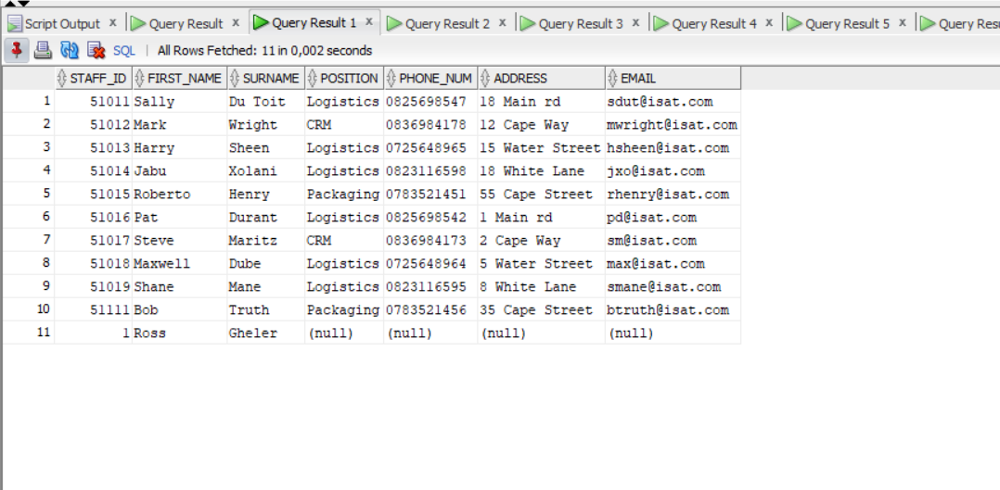 Script Output x Query Result x Query Result 1 x Query Result 2 x Query Result 3 x Query Result 4 x Query Result 5 x Query Res
SQL | All Rows Fetched: 11 in 0,002 seconds
STAFF_ID FIRST_NAME SURNAME POSITION PHONE_NUM ADDRESS EMAIL
1 51011 Sally Du Toit Logistics 0825698547 18 Main rd sdut@isat.com
2 51012 Mark Wright CRM 0836984178 12 Cape Way mwright@isat.com
3 51013 Harry Sheen Logistics 0725648965 15 Water Street hsheen@isat.com
4 51014 Jabu Xolani Logistics 0823116598 18 White Lane jxo@isat.com
5 51015 Roberto Henry Packaging 0783521451 55 Cape Street rhenry@isat.com
6 51016 Pat Durant Logistics 0825698542 1 Main rd pd@isat.com
7 51017 Steve Maritz CRM 0836984173 2 Cape Way sm@isat.com
8 51018 Maxwell Dube Logistics 0725648964 5 Water Street max@isat.com
9 51019 Shane Mane Logistics 0823116595 8 White Lane smane@isat.com
10 51111 Bob Truth Packaging 0783521456 35 Cape Street btruth@isat.com
11 1 Ross Gheler (null) (null) (null) (null)